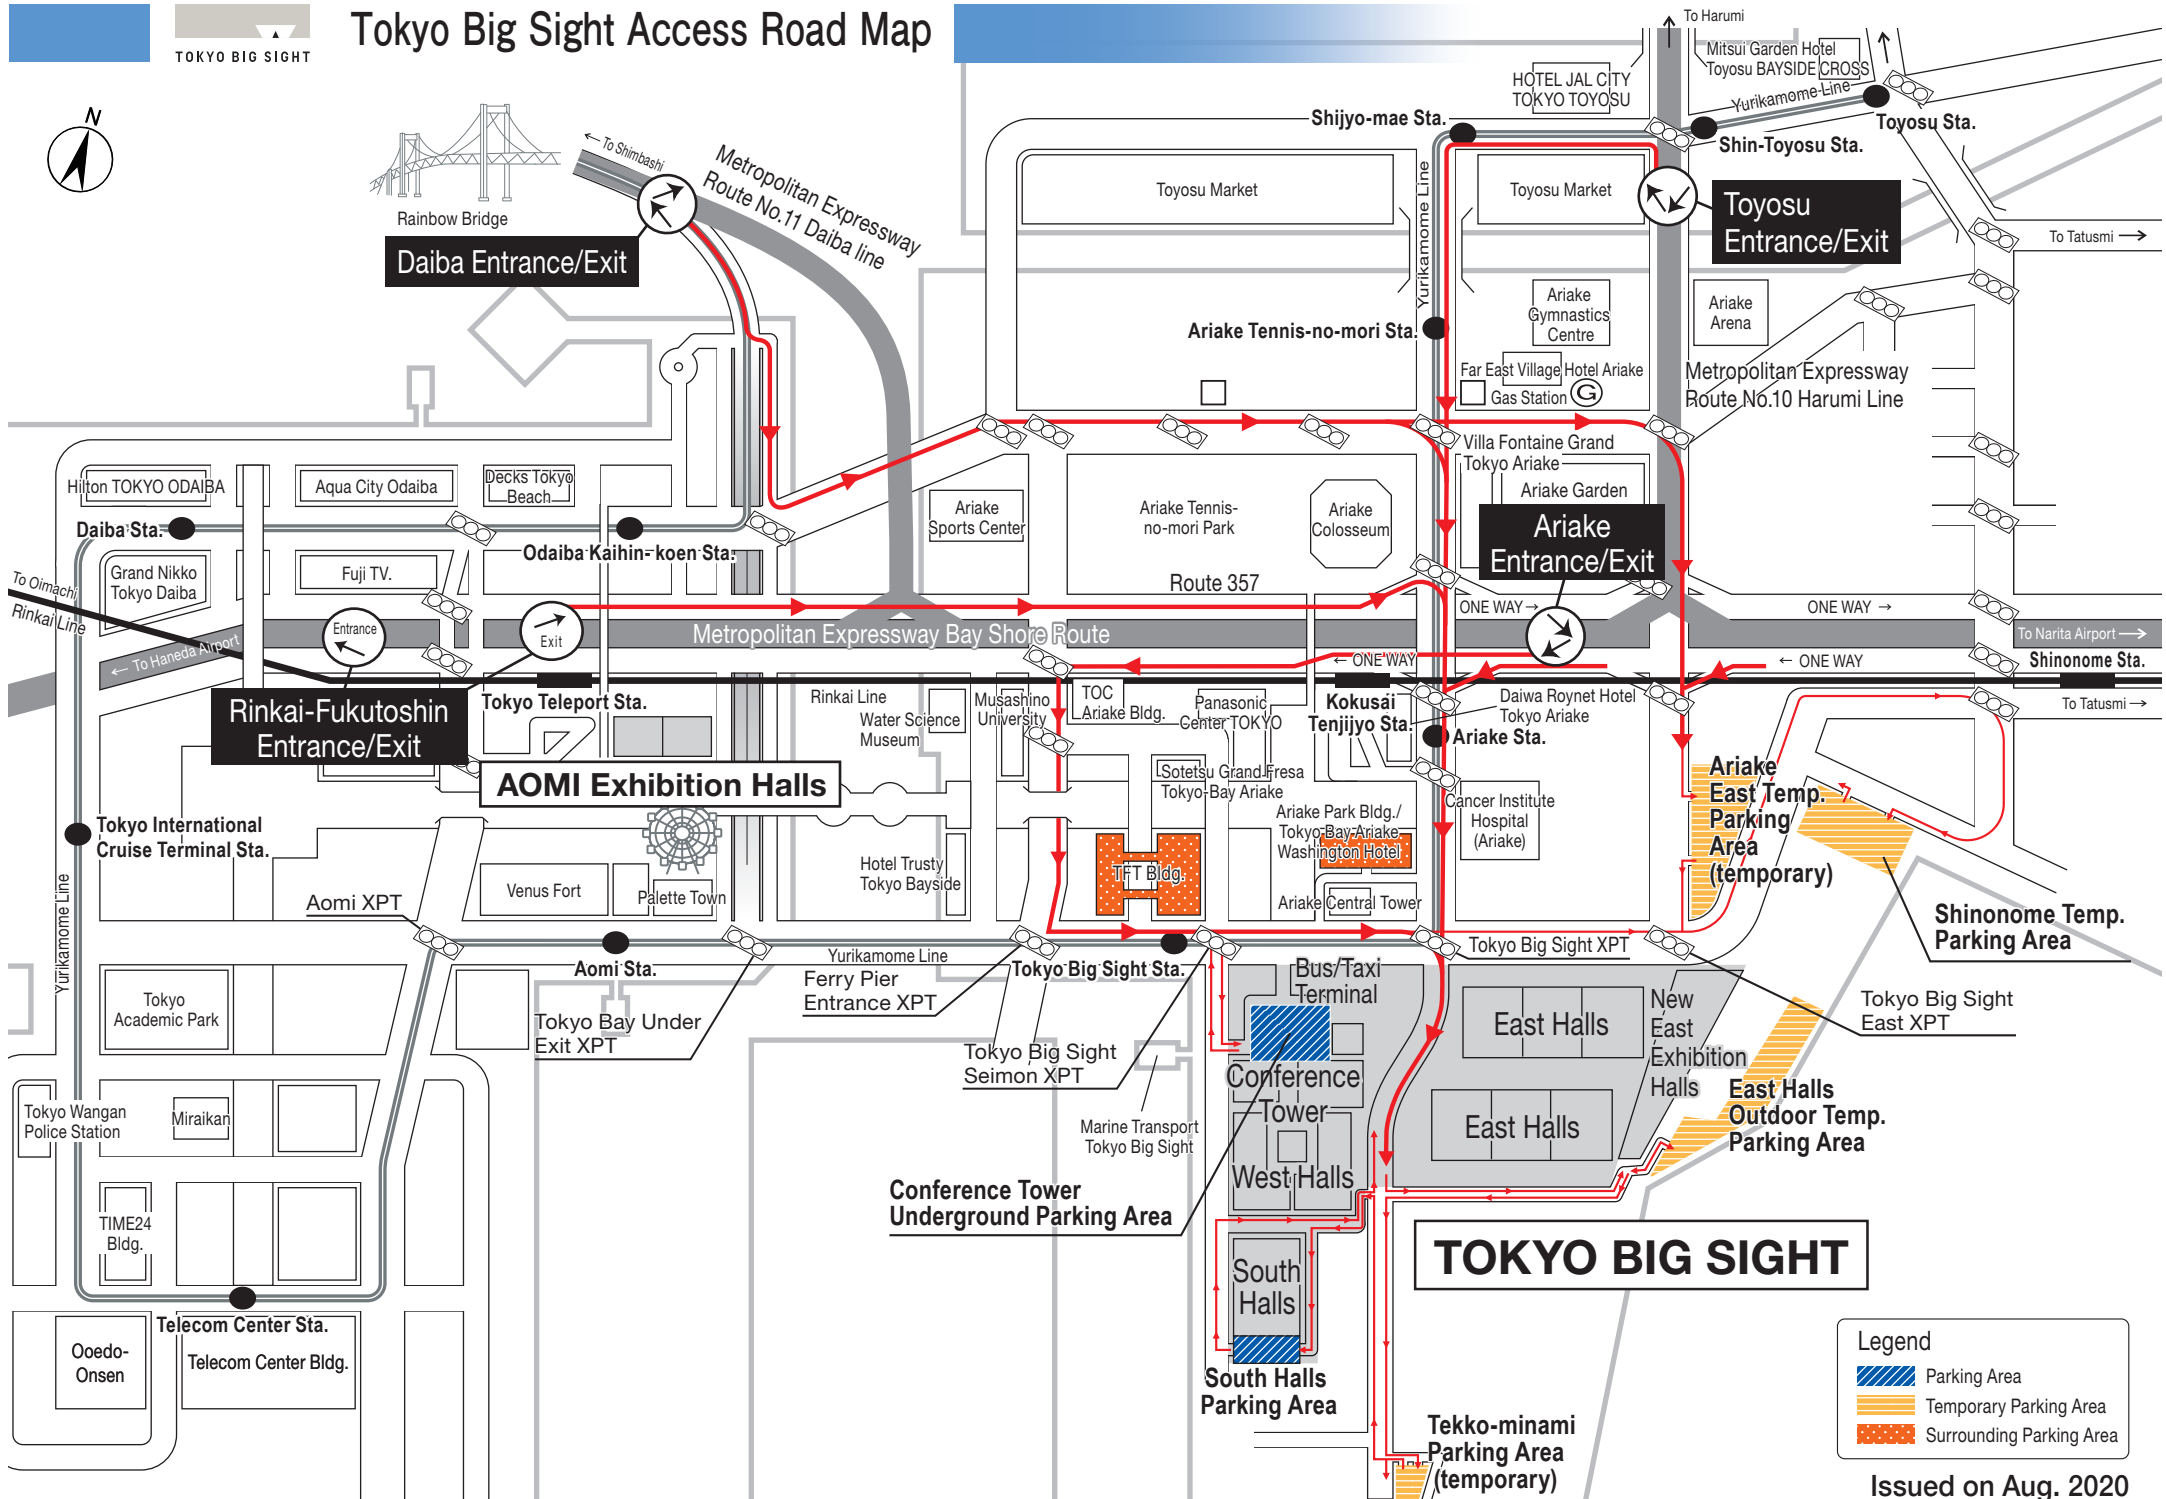 TOKYO BIG SIGHT
Tokyo Big Sight Access Road Map
N
To Harumi
Mitsui Garden Hotel
Toyosu BAYSIDE CROSS
HOTEL JAL CITY
TOKYO TOYOSU
Yurikamome Line
Shijyo-mae Sta.
Toyosu Sta.
Shin-Toyosu Sta.
← To Shimbashi
Metropolitan Expressway
Route No.11 Daiba line
Rainbow Bridge
Daiba Entrance/Exit
Toyosu Market
Toyosu Market
Yurikamome Line
Toyosu
Entrance/Exit
To Tatusmi →
Ariake
Gymnastics
Centre
Ariake
Arena
Ariake Tennis-no-mori Sta.
Far East Village Hotel Ariake
Gas Station
G
Metropolitan Expressway
Route No.10 Harumi Line
Villa Fontaine Grand
Tokyo Ariake
Ariake Garden
Hilton TOKYO ODAIBA
Aqua City Odaiba
Decks Tokyo
Beach
Ariake
Sports Center
Ariake Tennis-
no-mori Park
Ariake
Colosseum
Ariake
Entrance/Exit
Daiba Sta.
Odaiba Kaihin-koen Sta.
Grand Nikko
Tokyo Daiba
Fuji TV.
Route 357
To Oimachi
Rinkai Line
Entrance
Exit
ONE WAY →
ONE WAY →
Metropolitan Expressway Bay Shore Route
← To Haneda Airport
To Narita Airport →
← ONE WAY
← ONE WAY
Shinonome Sta.
Rinkai-Fukutoshin
Entrance/Exit
Tokyo Teleport Sta.
Rinkai Line
Water Science
Museum
Musashino
University
TOC
Ariake Bldg.
Panasonic
Center TOKYO
Kokusai
Tenjijyo Sta.
Daiwa Roynet Hotel
Tokyo Ariake
To Tatusmi →
Ariake Sta.
AOMI Exhibition Halls
Sotetsu Grand Fresa
Tokyo-Bay Ariake
Ariake
East Temp.
Parking
Area
(temporary)
Ariake Park Bldg./
Tokyo Bay Ariake
Washington Hotel
Cancer Institute
Hospital
(Ariake)
Tokyo International
Cruise Terminal Sta.
Hotel Trusty
Tokyo Bayside
TFT Bldg.
Venus Fort
Palette Town
Ariake Central Tower
Aomi XPT
Yurikamome Line
Shinonome Temp.
Parking Area
Aomi Sta.
Yurikamome Line
Tokyo Big Sight Sta.
Tokyo Big Sight XPT
Ferry Pier
Entrance XPT
Bus/Taxi
Terminal
Tokyo
Academic Park
Tokyo Bay Under
Exit XPT
Tokyo Big Sight
Seimon XPT
East Halls
New
East
Exhibition
Halls
Tokyo Big Sight
East XPT
Conference
Tower
East Halls
East Halls
Outdoor Temp.
Parking Area
Tokyo Wangan
Police Station
Miraikan
Marine Transport
Tokyo Big Sight
West Halls
Conference Tower
Underground Parking Area
TIME24
Bldg.
TOKYO BIG SIGHT
South
Halls
Telecom Center Sta.
Ooedo-
Onsen
Telecom Center Bldg.
South Halls
Parking Area
Tekko-minami
Parking Area
(temporary)
Legend
Parking Area
Temporary Parking Area
Surrounding Parking Area
Issued on Aug. 2020